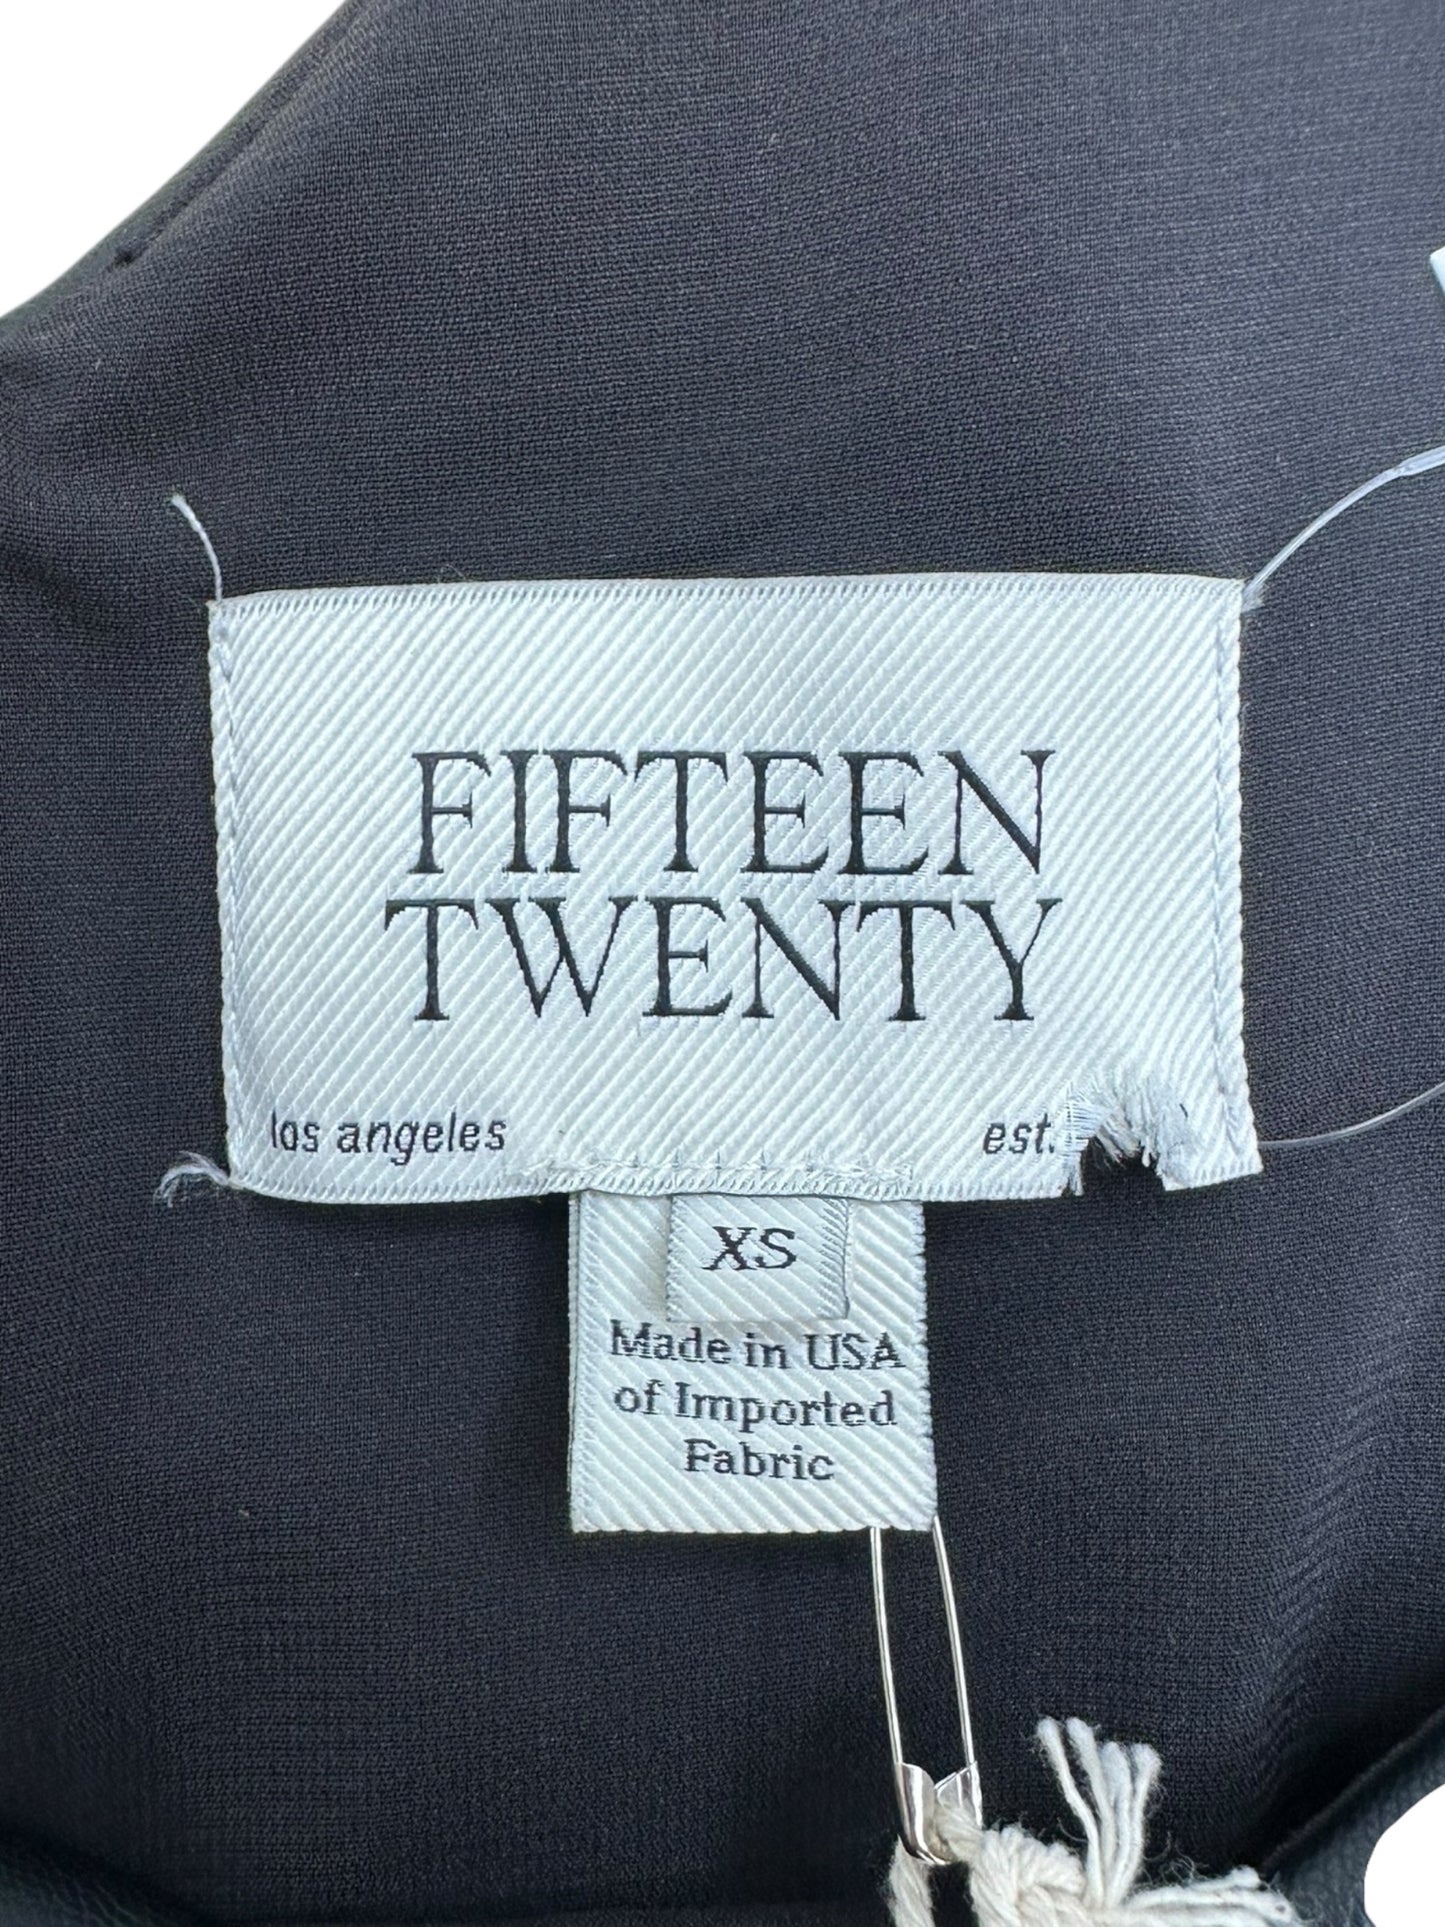 FIFTEEN
TWENTY
los angeles est.
XS
Made in USA
of Imported
Fabric